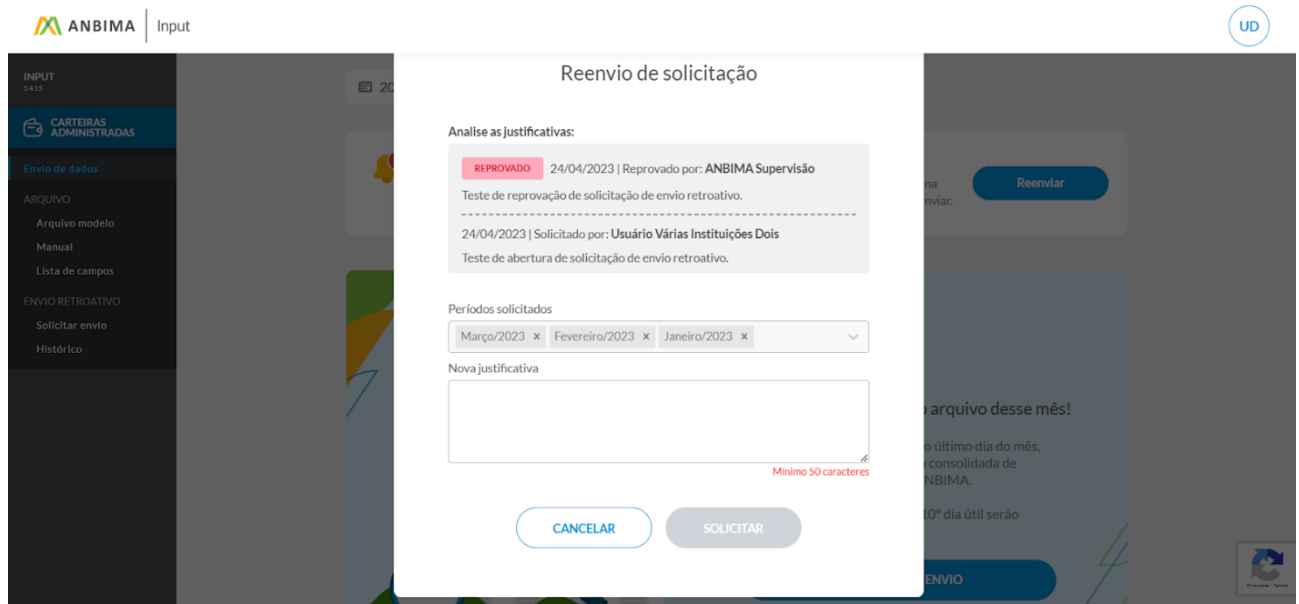 ANBIMA Input
UD
INPUT
5.4.15
CARTEIRAS
ADMINISTRADAS
Envio de dados
ARQUIVO
Arquivo modelo
Manual
Lista de campos
ENVIO RETROATIVO
Solicitar envio
Histórico
20
Reenvio de solicitação
Analise as justificativas:
REPROVADO 24/04/2023 | Reprovado por: ANBIMA Supervisão
Teste de reprovação de solicitação de envio retroativo.
24/04/2023 | Solicitado por: Usuário Várias Instituições Dois
Teste de abertura de solicitação de envio retroativo.
Períodos solicitados
Março/2023 x Fevereiro/2023 x Janeiro/2023 x
Nova justificativa
Mínimo 50 caracteres
CANCELAR SOLICITAR
ma
nviar.
Reenviar
arquivo desse mês!
o último dia do mês,
consolidada de
NBIMA.
10º dia útil serão
ENVIO